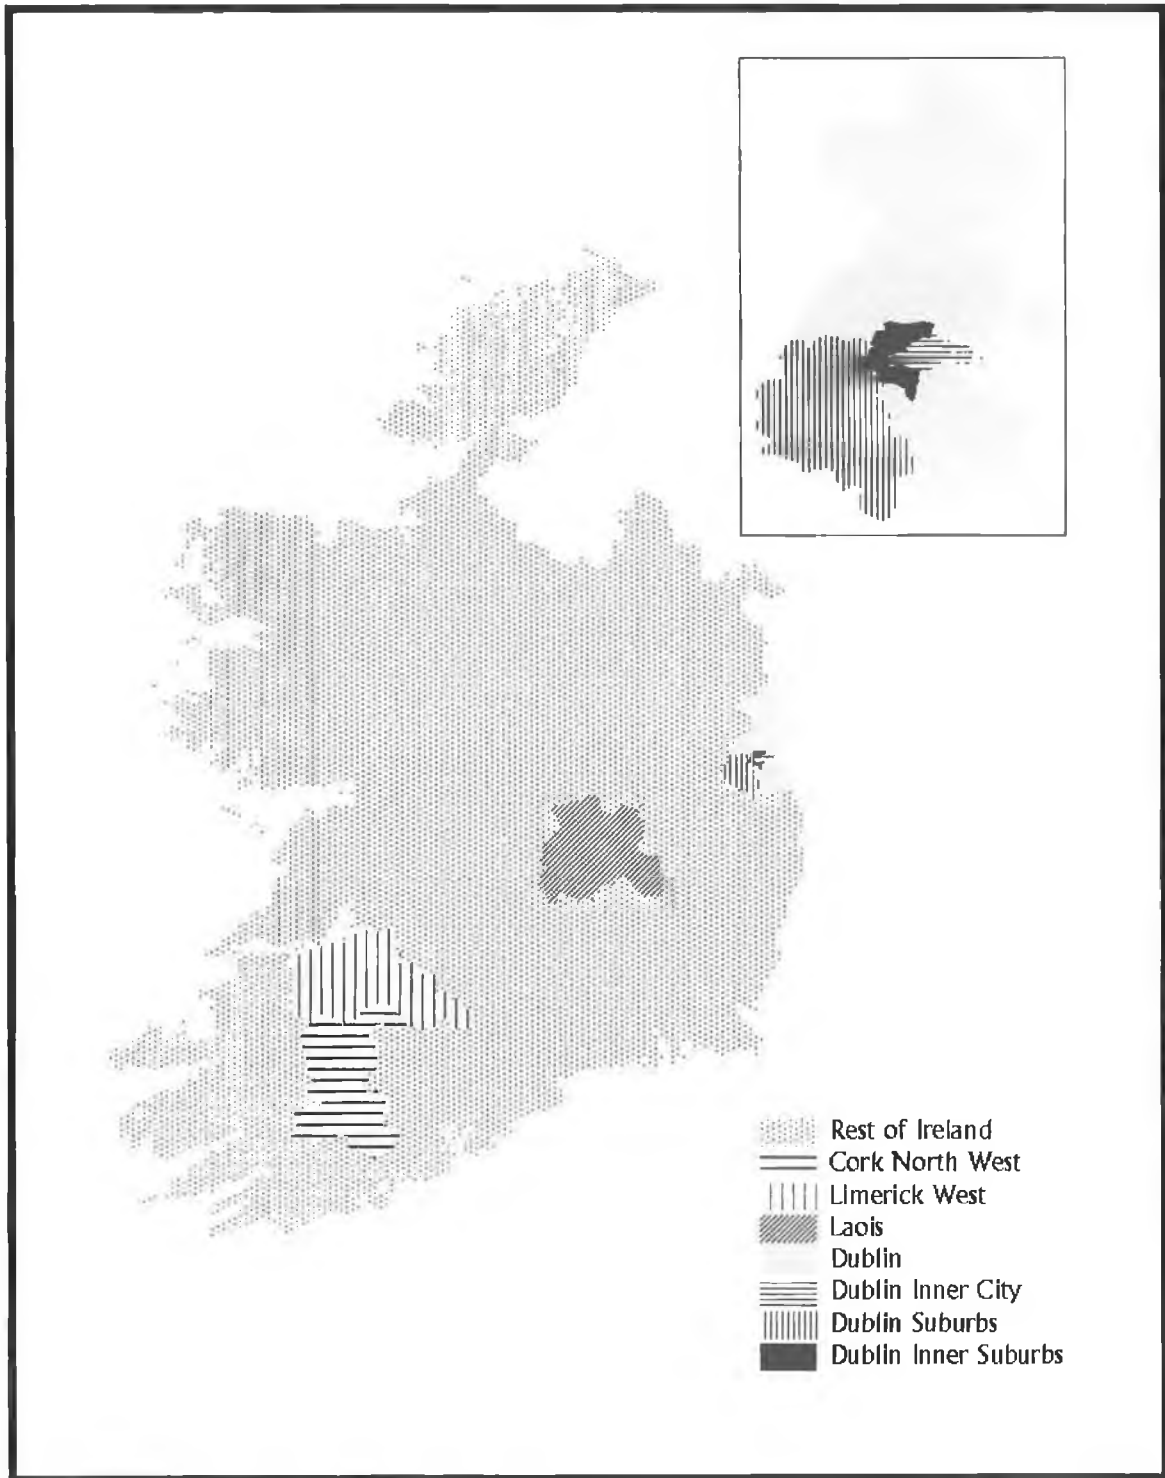 Rest of Ireland
Cork North West
Limerick West
Laois
Dublin
Dublin Inner City
Dublin Suburbs
Dublin Inner Suburbs